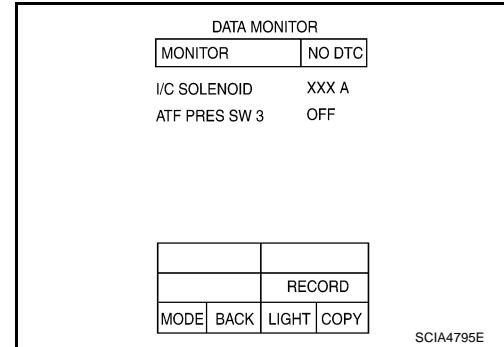 DATA MONITOR
MONITOR NO DTC
I/C SOLENOID XXX A
ATF PRES SW 3 OFF
RECORD
MODE BACK LIGHT COPY
SCIA4795E